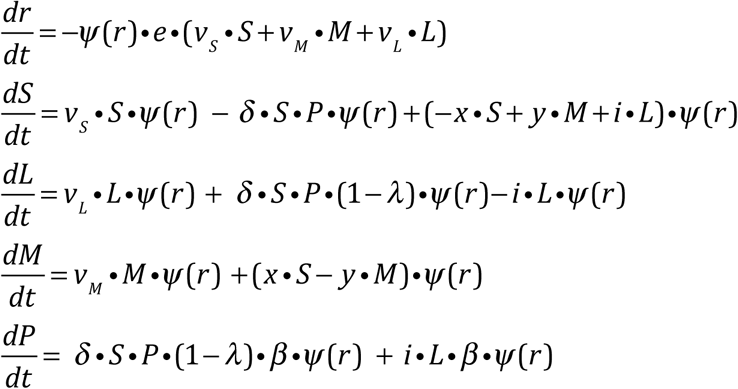 dr/dt = −ψ(r)•e•(v_S•S+v_M•M+v_L•L)
dS/dt = v_S•S•ψ(r) − δ•S•P•ψ(r)+(−x•S+y•M+i•L)•ψ(r)
dL/dt = v_L•L•ψ(r) + δ•S•P•(1−λ)•ψ(r)−i•L•ψ(r)
dM/dt = v_M•M•ψ(r) +(x•S−y•M)•ψ(r)
dP/dt = δ•S•P•(1−λ)•β•ψ(r) + i•L•β•ψ(r)